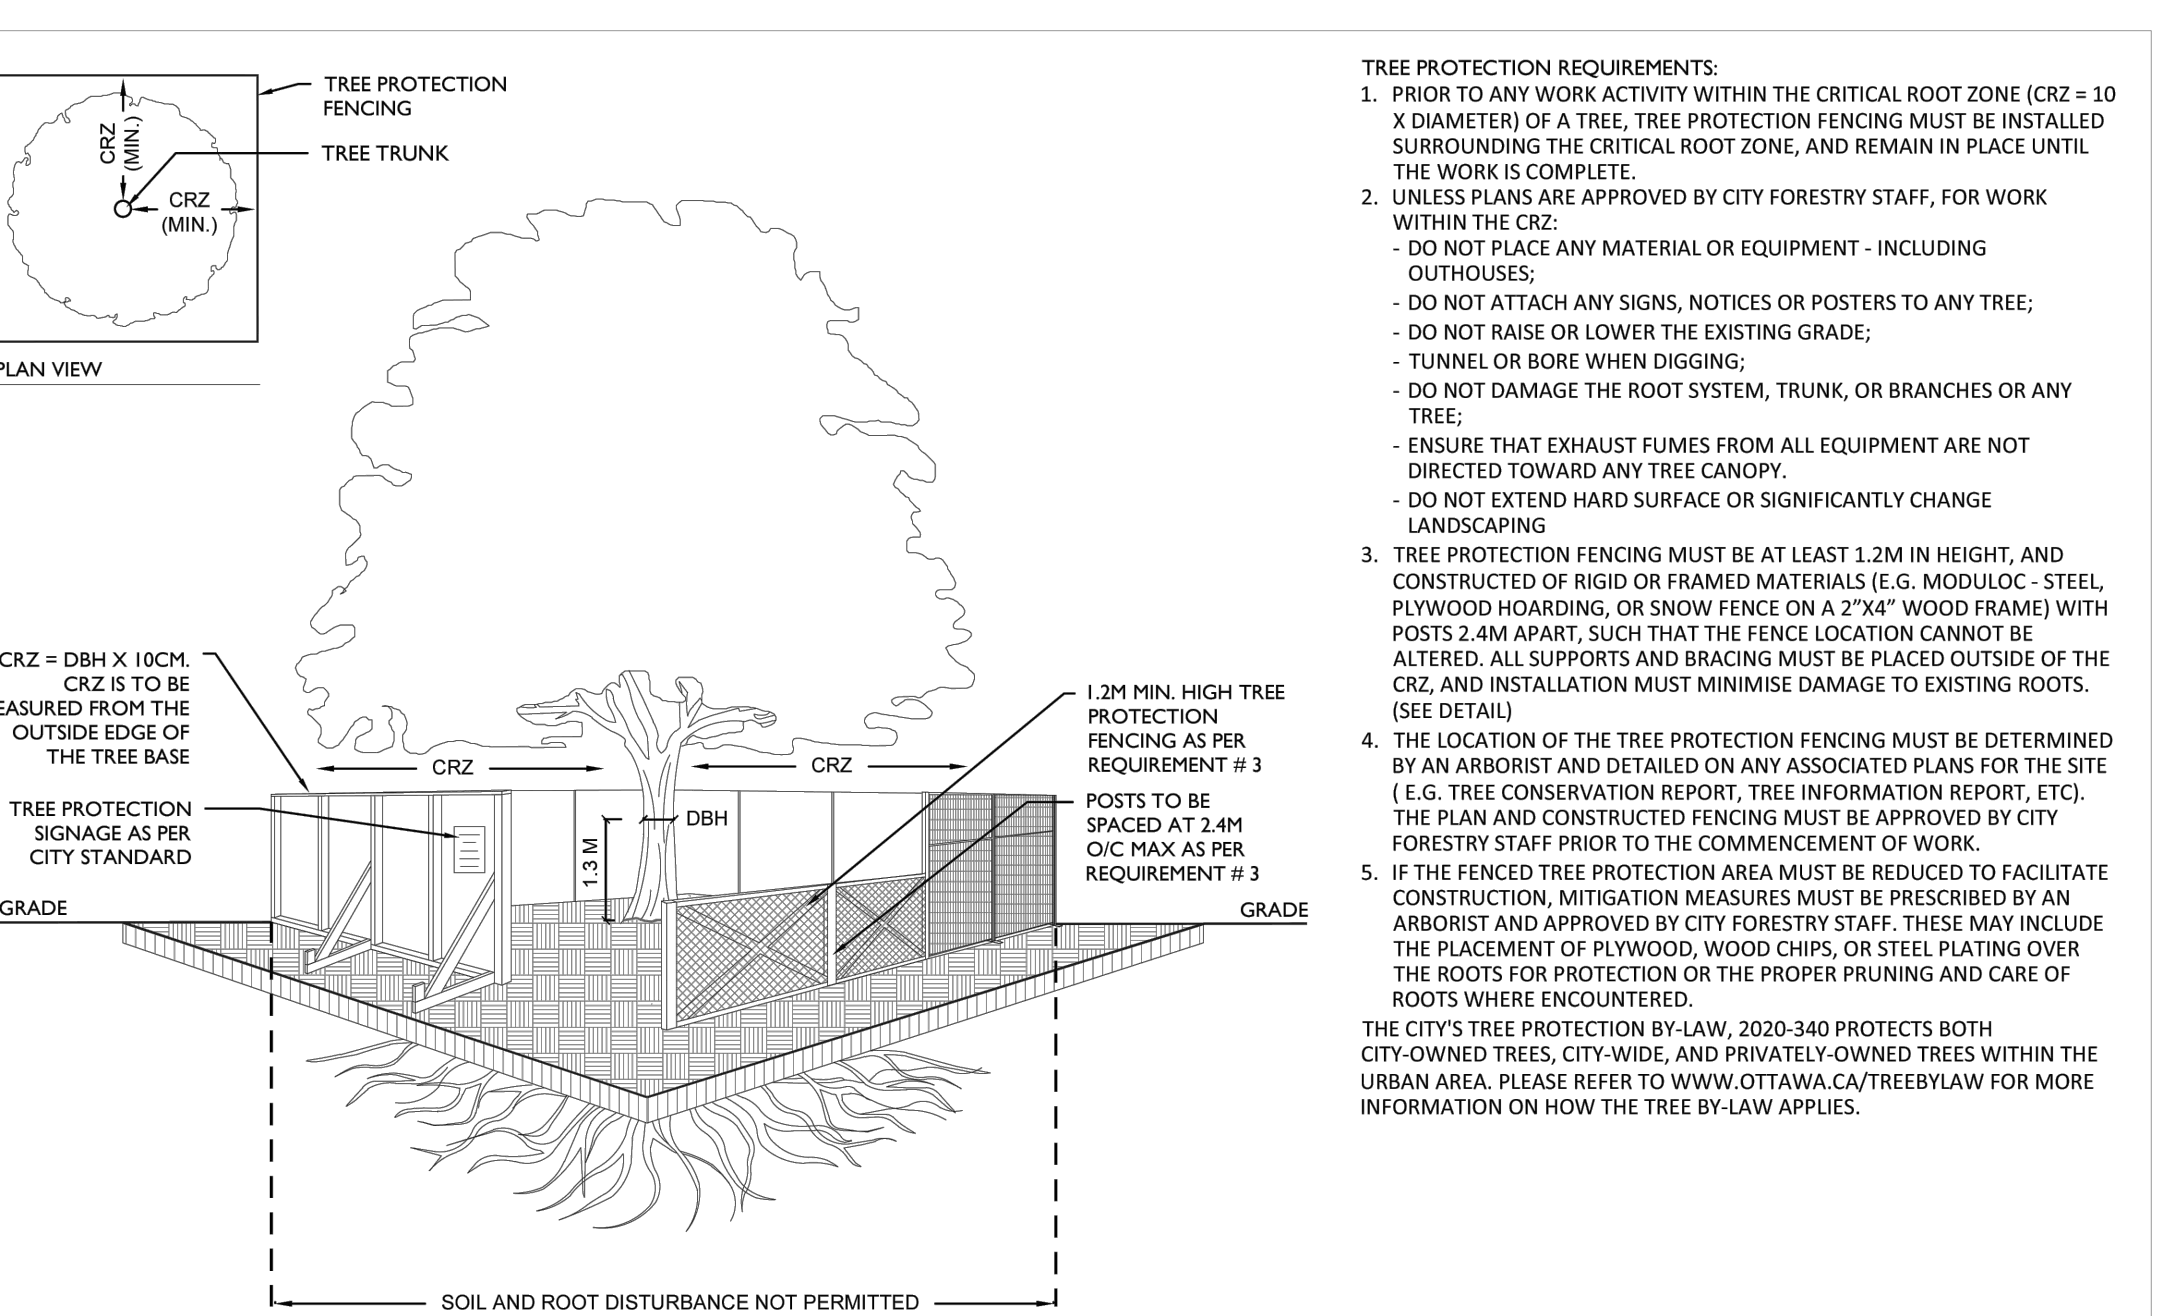 TREE PROTECTION
FENCING
TREE TRUNK
CRZ
(MIN.)
CRZ
(MIN.)
PLAN VIEW
CRZ = DBH X 10CM.
CRZ IS TO BE
EASURED FROM THE
OUTSIDE EDGE OF
THE TREE BASE
TREE PROTECTION
SIGNAGE AS PER
CITY STANDARD
GRADE
CRZ
CRZ
DBH
1.3 M
1.2M MIN. HIGH TREE
PROTECTION
FENCING AS PER
REQUIREMENT # 3
POSTS TO BE
SPACED AT 2.4M
O/C MAX AS PER
REQUIREMENT # 3
GRADE
SOIL AND ROOT DISTURBANCE NOT PERMITTED
TREE PROTECTION REQUIREMENTS:
1. PRIOR TO ANY WORK ACTIVITY WITHIN THE CRITICAL ROOT ZONE (CRZ = 10
X DIAMETER) OF A TREE, TREE PROTECTION FENCING MUST BE INSTALLED
SURROUNDING THE CRITICAL ROOT ZONE, AND REMAIN IN PLACE UNTIL
THE WORK IS COMPLETE.
2. UNLESS PLANS ARE APPROVED BY CITY FORESTRY STAFF, FOR WORK
WITHIN THE CRZ:
- DO NOT PLACE ANY MATERIAL OR EQUIPMENT - INCLUDING
OUTHOUSES;
- DO NOT ATTACH ANY SIGNS, NOTICES OR POSTERS TO ANY TREE;
- DO NOT RAISE OR LOWER THE EXISTING GRADE;
- TUNNEL OR BORE WHEN DIGGING;
- DO NOT DAMAGE THE ROOT SYSTEM, TRUNK, OR BRANCHES OR ANY
TREE;
- ENSURE THAT EXHAUST FUMES FROM ALL EQUIPMENT ARE NOT
DIRECTED TOWARD ANY TREE CANOPY.
- DO NOT EXTEND HARD SURFACE OR SIGNIFICANTLY CHANGE
LANDSCAPING
3. TREE PROTECTION FENCING MUST BE AT LEAST 1.2M IN HEIGHT, AND
CONSTRUCTED OF RIGID OR FRAMED MATERIALS (E.G. MODULOC - STEEL,
PLYWOOD HOARDING, OR SNOW FENCE ON A 2”X4” WOOD FRAME) WITH
POSTS 2.4M APART, SUCH THAT THE FENCE LOCATION CANNOT BE
ALTERED. ALL SUPPORTS AND BRACING MUST BE PLACED OUTSIDE OF THE
CRZ, AND INSTALLATION MUST MINIMISE DAMAGE TO EXISTING ROOTS.
(SEE DETAIL)
4. THE LOCATION OF THE TREE PROTECTION FENCING MUST BE DETERMINED
BY AN ARBORIST AND DETAILED ON ANY ASSOCIATED PLANS FOR THE SITE
( E.G. TREE CONSERVATION REPORT, TREE INFORMATION REPORT, ETC).
THE PLAN AND CONSTRUCTED FENCING MUST BE APPROVED BY CITY
FORESTRY STAFF PRIOR TO THE COMMENCEMENT OF WORK.
5. IF THE FENCED TREE PROTECTION AREA MUST BE REDUCED TO FACILITATE
CONSTRUCTION, MITIGATION MEASURES MUST BE PRESCRIBED BY AN
ARBORIST AND APPROVED BY CITY FORESTRY STAFF. THESE MAY INCLUDE
THE PLACEMENT OF PLYWOOD, WOOD CHIPS, OR STEEL PLATING OVER
THE ROOTS FOR PROTECTION OR THE PROPER PRUNING AND CARE OF
ROOTS WHERE ENCOUNTERED.
THE CITY'S TREE PROTECTION BY-LAW, 2020-340 PROTECTS BOTH
CITY-OWNED TREES, CITY-WIDE, AND PRIVATELY-OWNED TREES WITHIN THE
URBAN AREA. PLEASE REFER TO WWW.OTTAWA.CA/TREEBYLAW FOR MORE
INFORMATION ON HOW THE TREE BY-LAW APPLIES.